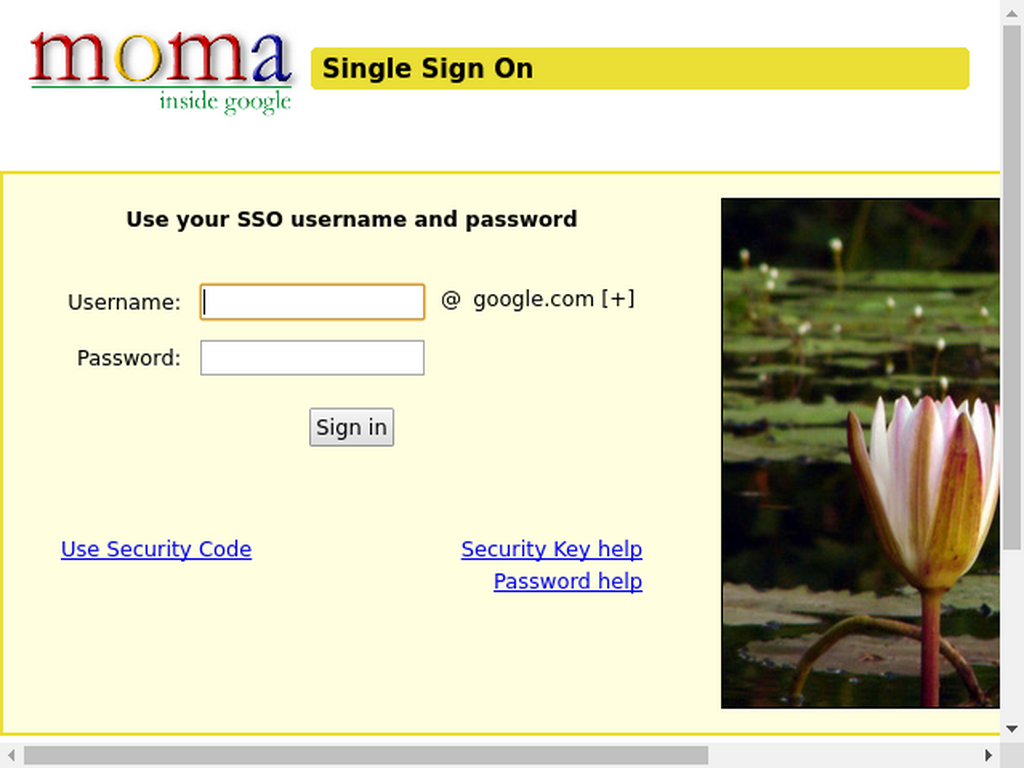 moma
inside google
Single Sign On
Use your SSO username and password
Username:
@ google.com [+]
Password:
Sign in
Use Security Code
Security Key help
Password help